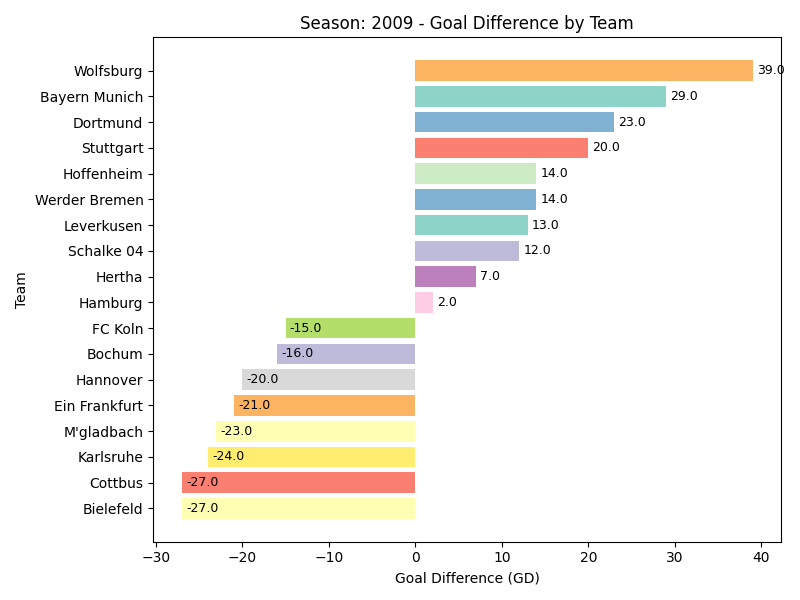 Season: 2009 - Goal Difference by Team
Team
Wolfsburg 39.0
Bayern Munich 29.0
Dortmund 23.0
Stuttgart 20.0
Hoffenheim 14.0
Werder Bremen 14.0
Leverkusen 13.0
Schalke 04 12.0
Hertha 7.0
Hamburg 2.0
FC Koln -15.0
Bochum -16.0
Hannover -20.0
Ein Frankfurt -21.0
M'gladbach -23.0
Karlsruhe -24.0
Cottbus -27.0
Bielefeld -27.0
−30 −20 −10 0 10 20 30 40
Goal Difference (GD)